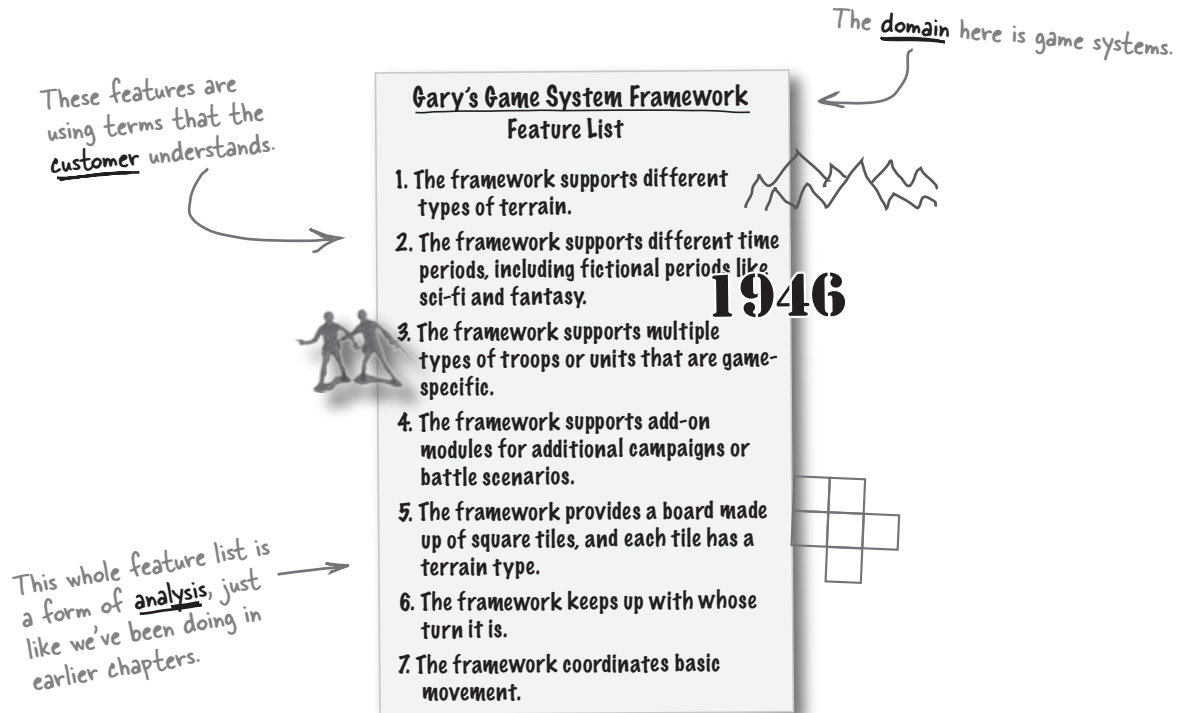 The domain here is game systems.
These features are
using terms that the
customer understands.
Gary's Game System Framework
Feature List
1. The framework supports different
types of terrain.
2. The framework supports different time
periods, including fictional periods like
sci-fi and fantasy.
1946
3. The framework supports multiple
types of troops or units that are game-
specific.
4. The framework supports add-on
modules for additional campaigns or
battle scenarios.
5. The framework provides a board made
up of square tiles, and each tile has a
terrain type.
6. The framework keeps up with whose
turn it is.
7. The framework coordinates basic
movement.
This whole feature list is
a form of analysis, just
like we've been doing in
earlier chapters.